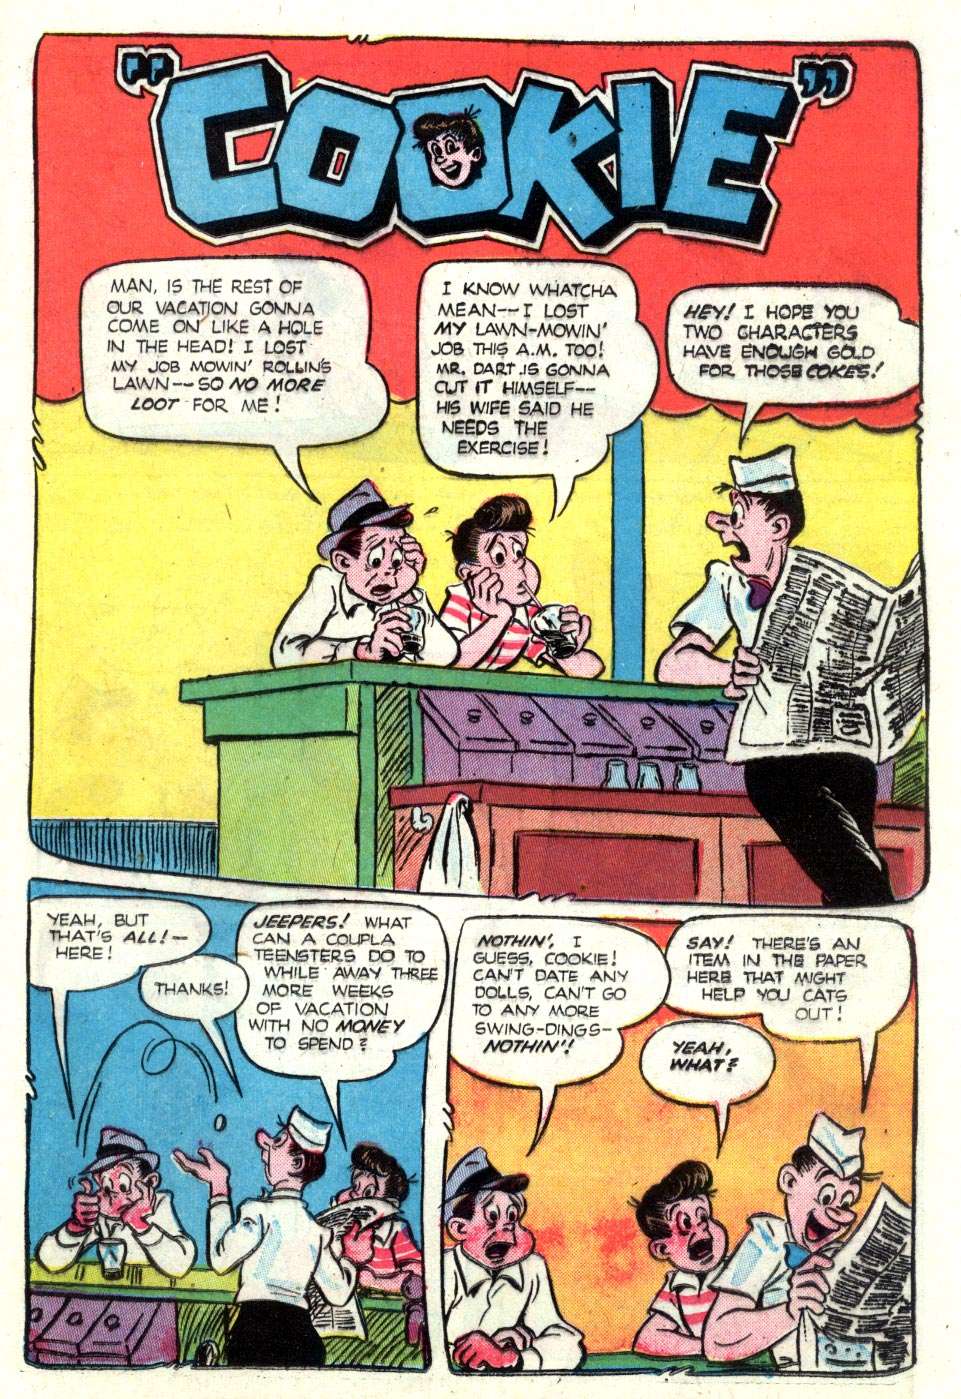 "COOKIE"
MAN, IS THE REST OF
OUR VACATION GONNA
COME ON LIKE A HOLE
IN THE HEAD! I LOST
MY JOB MOWIN' ROLLIN'S
LAWN--SO NO MORE
LOOT FOR ME!
I KNOW WHATCHA
MEAN--I LOST
MY LAWN-MOWIN'
JOB THIS A.M. TOO!
MR. DART IS GONNA
CUT IT HIMSELF--
HIS WIFE SAID HE
NEEDS THE
EXERCISE!
HEY! I HOPE YOU
TWO CHARACTERS
HAVE ENOUGH GOLD
FOR THOSE COKES!
YEAH, BUT
THAT'S ALL!-
HERE!
THANKS!
JEEPERS! WHAT
CAN A COUPLA
TEENSTERS DO TO
WHILE AWAY THREE
MORE WEEKS
OF VACATION
WITH NO MONEY
TO SPEND?
NOTHIN', I
GUESS, COOKIE!
CAN'T DATE ANY
DOLLS, CAN'T GO
TO ANY MORE
SWING-DINGS-
NOTHIN'!
YEAH,
WHAT?
SAY! THERE'S AN
ITEM IN THE PAPER
HERE THAT MIGHT
HELP YOU CATS
OUT!